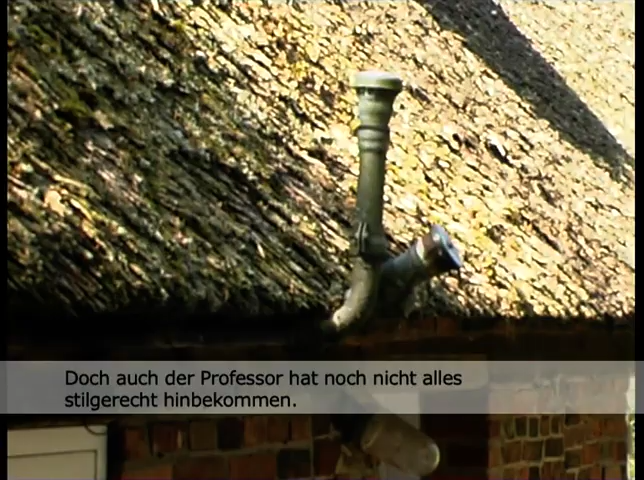 Doch auch der Professor hat noch nicht alles
stilgerecht hinbekommen.